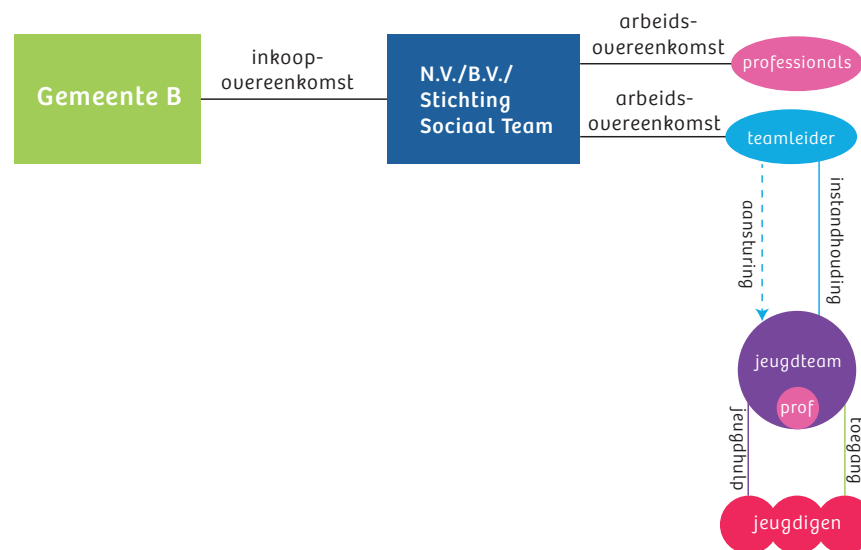 Gemeente B
inkoop-
overeenkomst
N.V./B.V./
Stichting
Sociaal Team
arbeids-
overeenkomst
professionals
arbeids-
overeenkomst
teamleider
aansturing
instandhouding
jeugdteam
prof
jeugdhulp
toegang
jeugdigen